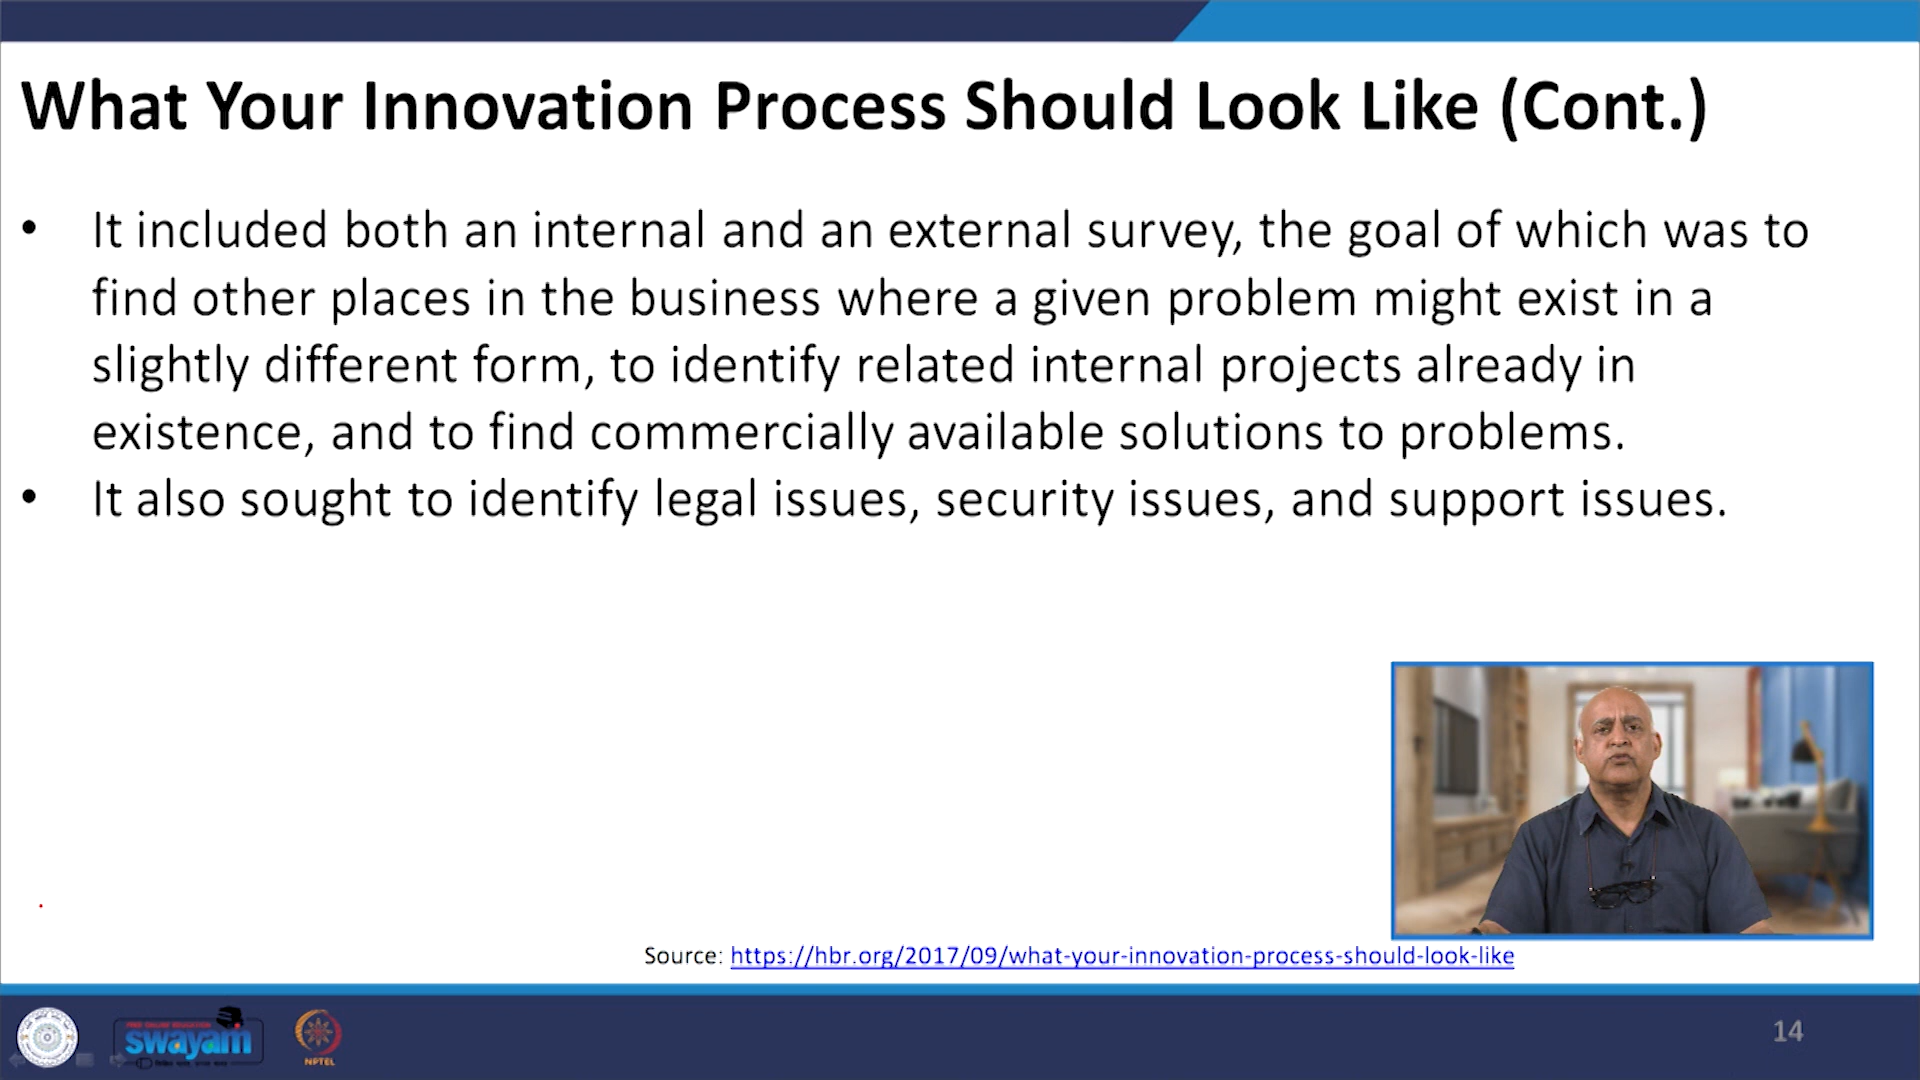 What Your Innovation Process Should Look Like (Cont.)
• It included both an internal and an external survey, the goal of which was to
find other places in the business where a given problem might exist in a
slightly different form, to identify related internal projects already in
existence, and to find commercially available solutions to problems.
• It also sought to identify legal issues, security issues, and support issues.
Source: https://hbr.org/2017/09/what-your-innovation-process-should-look-like
FREE ONLINE EDUCATION
swayam
NPTEL
14